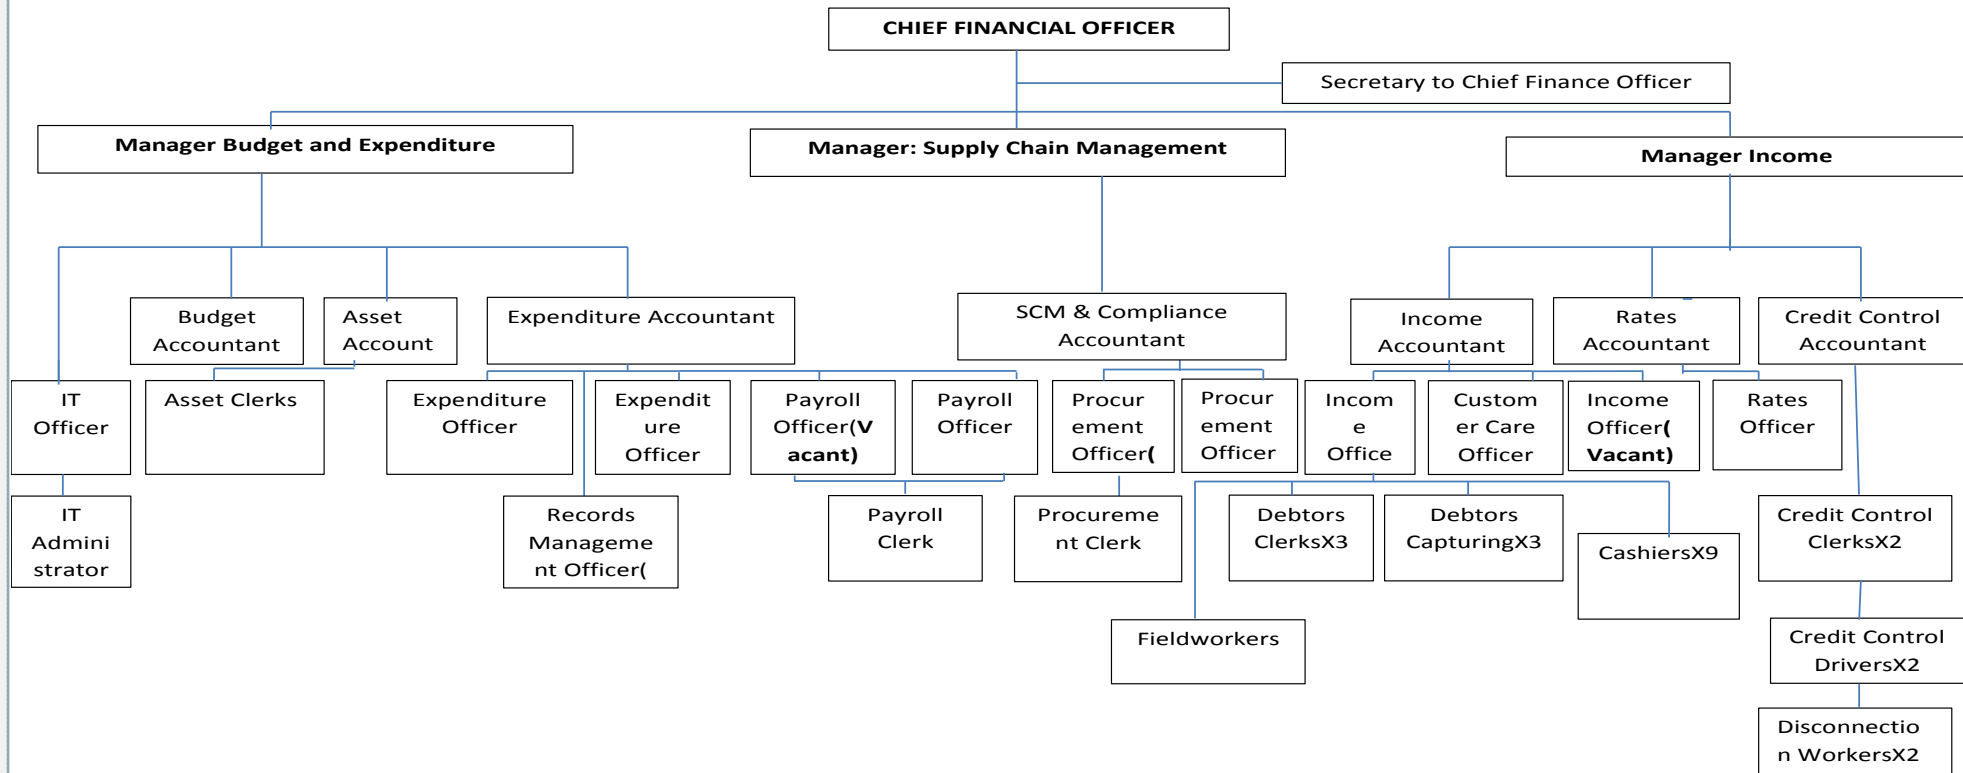 CHIEF FINANCIAL OFFICER
Secretary to Chief Finance Officer
Manager Budget and Expenditure
Manager: Supply Chain Management
Manager Income
Budget
Accountant
Asset
Account
Expenditure Accountant
SCM & Compliance
Accountant
Income
Accountant
Rates
Accountant
Credit Control
Accountant
IT
Officer
Asset Clerks
Expenditure
Officer
Expendit
ure
Officer
Payroll
Officer(V
acant)
Payroll
Officer
Procur
ement
Officer(
Procur
ement
Officer
Incom
e
Office
Custom
er Care
Officer
Income
Officer(
Vacant)
Rates
Officer
IT
Admini
strator
Records
Manageme
nt Officer(
Payroll
Clerk
Procureme
nt Clerk
Debtors
ClerksX3
Debtors
CapturingX3
CashiersX9
Credit Control
ClerksX2
Fieldworkers
Credit Control
DriversX2
Disconnectio
n WorkersX2